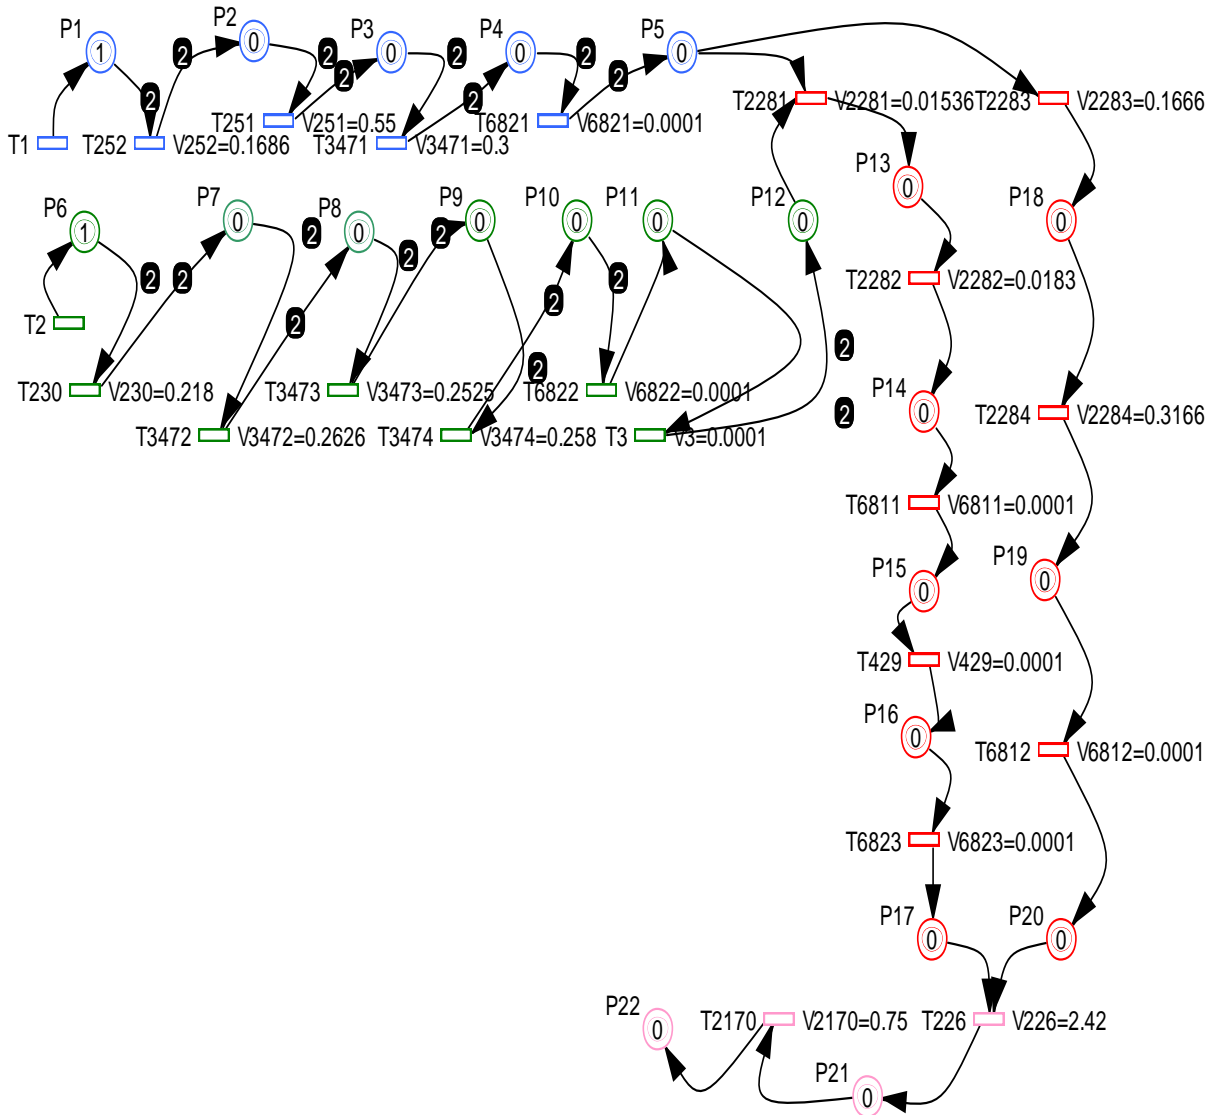 P1
P2
P3
P4
P5
1
0
0
0
0
2
2
2
2
2
2
2
2
2
T1
T252
V252=0.1686
T251
V251=0.55
T3471
V3471=0.3
T6821
V6821=0.0001
T2281
V2281=0.01536
T2283
V2283=0.1666
P13
0
P6
P7
P8
P9
P10
P11
P12
P18
1
0
0
0
0
0
0
0
2
2
2
2
2
2
2
2
2
2
2
T2282
V2282=0.0183
T2
T230
V230=0.218
T3473
V3473=0.2525
T6822
V6822=0.0001
T3472
V3472=0.2626
T3474
V3474=0.258
T3
V3=0.0001
P14
0
T2284
V2284=0.3166
T6811
V6811=0.0001
P15
0
P19
0
T429
V429=0.0001
P16
0
T6812
V6812=0.0001
T6823
V6823=0.0001
P17
0
P20
0
P22
0
T2170
V2170=0.75
T226
V226=2.42
P21
0